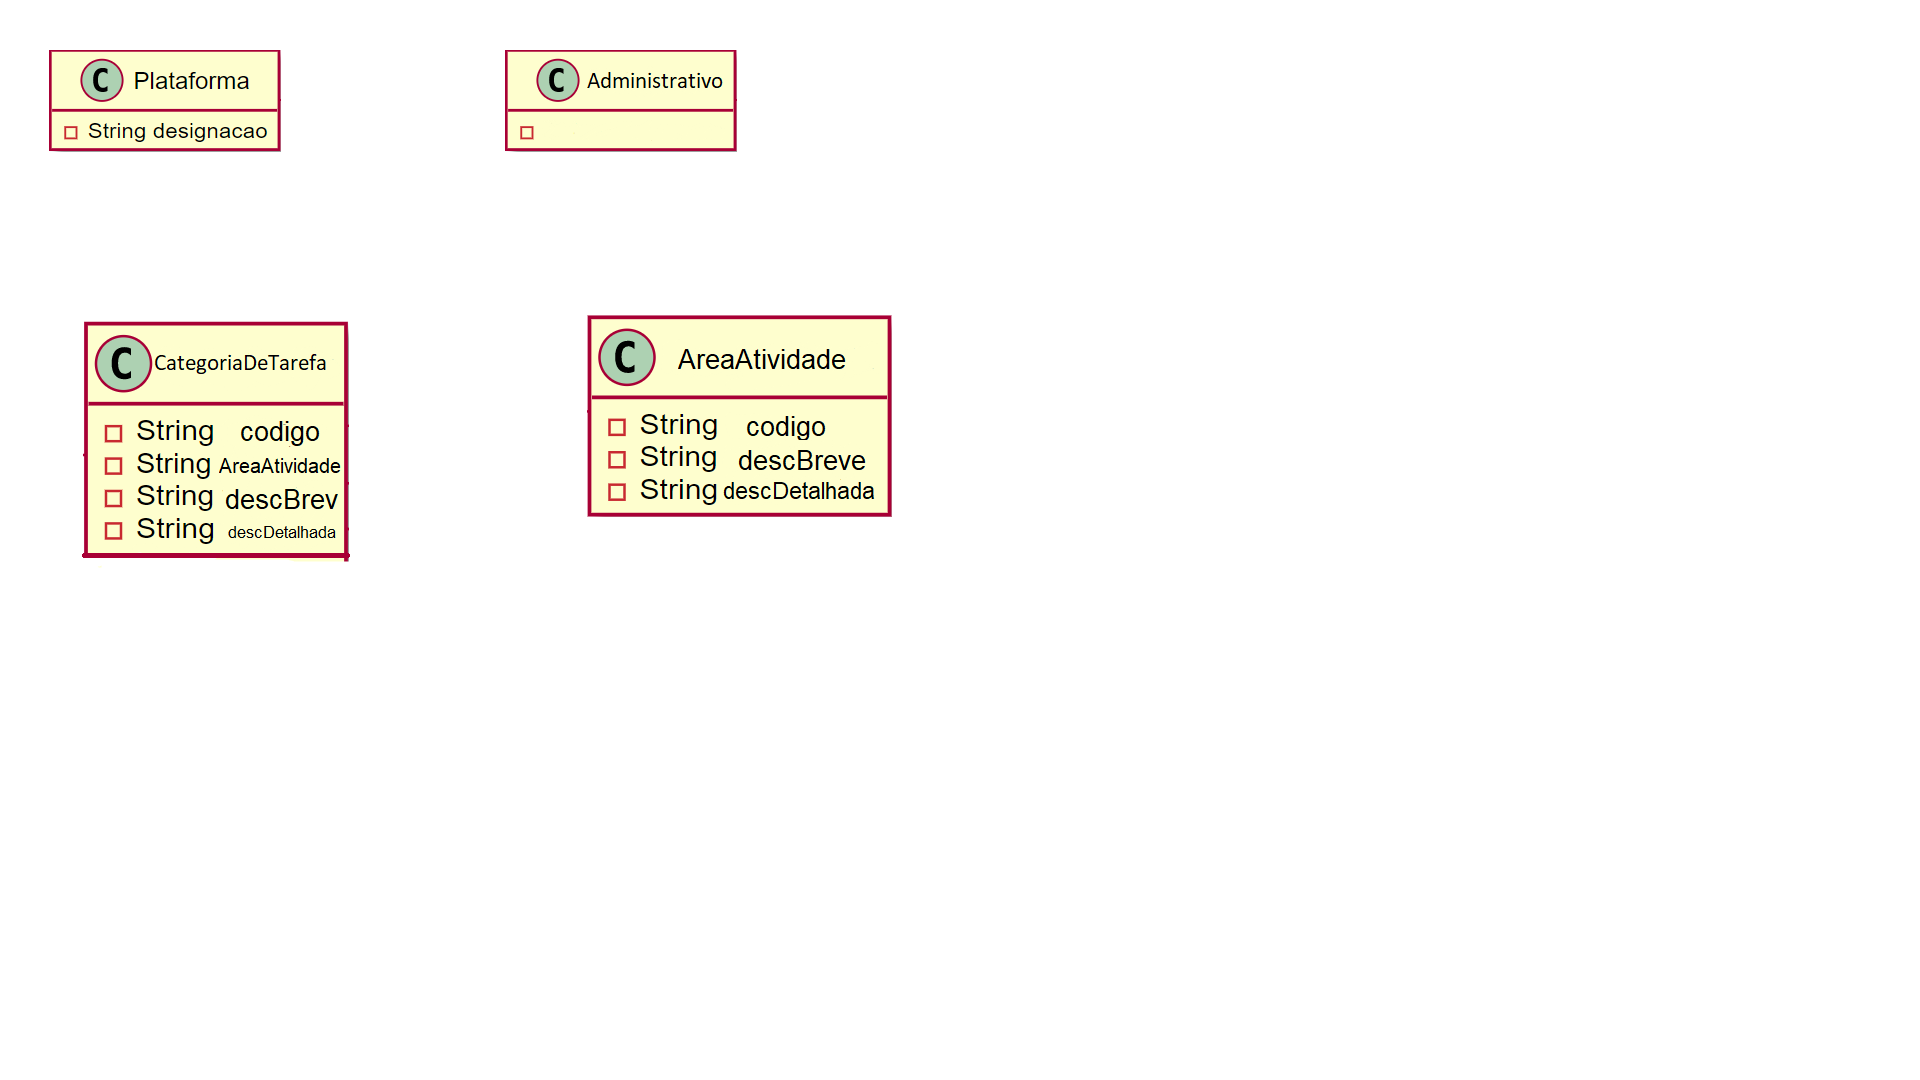 C Plataforma
String designacao
C Administrativo
C CategoriaDeTarefa
String codigo
String AreaAtividade
String descBrev
String descDetalhada
C AreaAtividade
String codigo
String descBreve
String descDetalhada